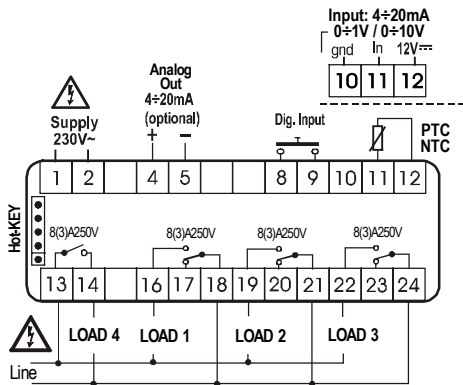 Input: 4÷20mA
0÷1V / 0÷10V
gnd In 12V
10 11 12
Analog
Out
4÷20mA
(optional)
+ −
Supply
230V~
Dig. Input
PTC
NTC
1 2 4 5 8 9 10 11 12
Hot-KEY
8(3)A250V 8(3)A250V 8(3)A250V 8(3)A250V
13 14 16 17 18 19 20 21 22 23 24
LOAD 4 LOAD 1 LOAD 2 LOAD 3
Line